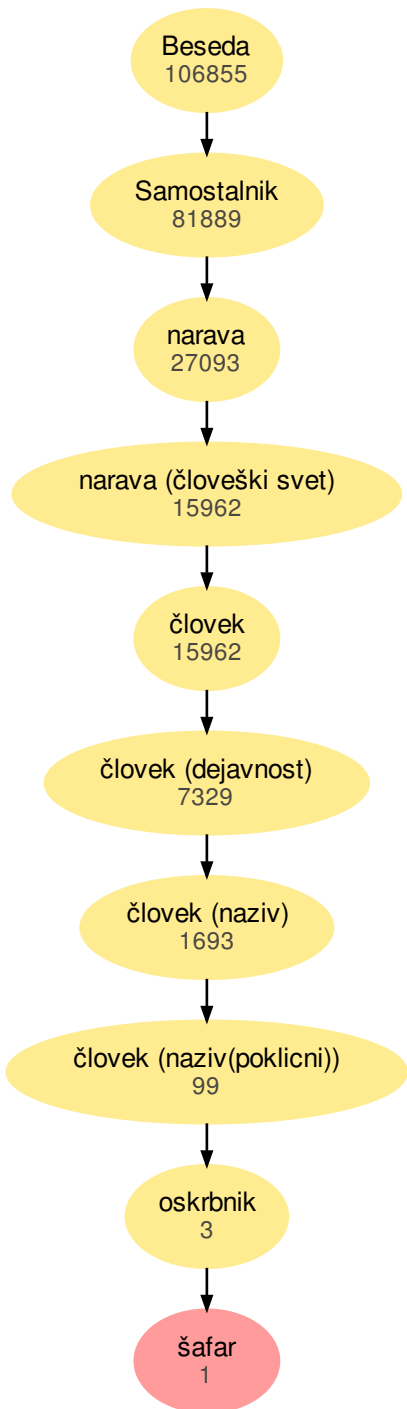 Beseda
106855
Samostalnik
81889
narava
27093
narava (človeški svet)
15962
človek
15962
človek (dejavnost)
7329
človek (naziv)
1693
človek (naziv(poklicni))
99
oskrbnik
3
šafar
1